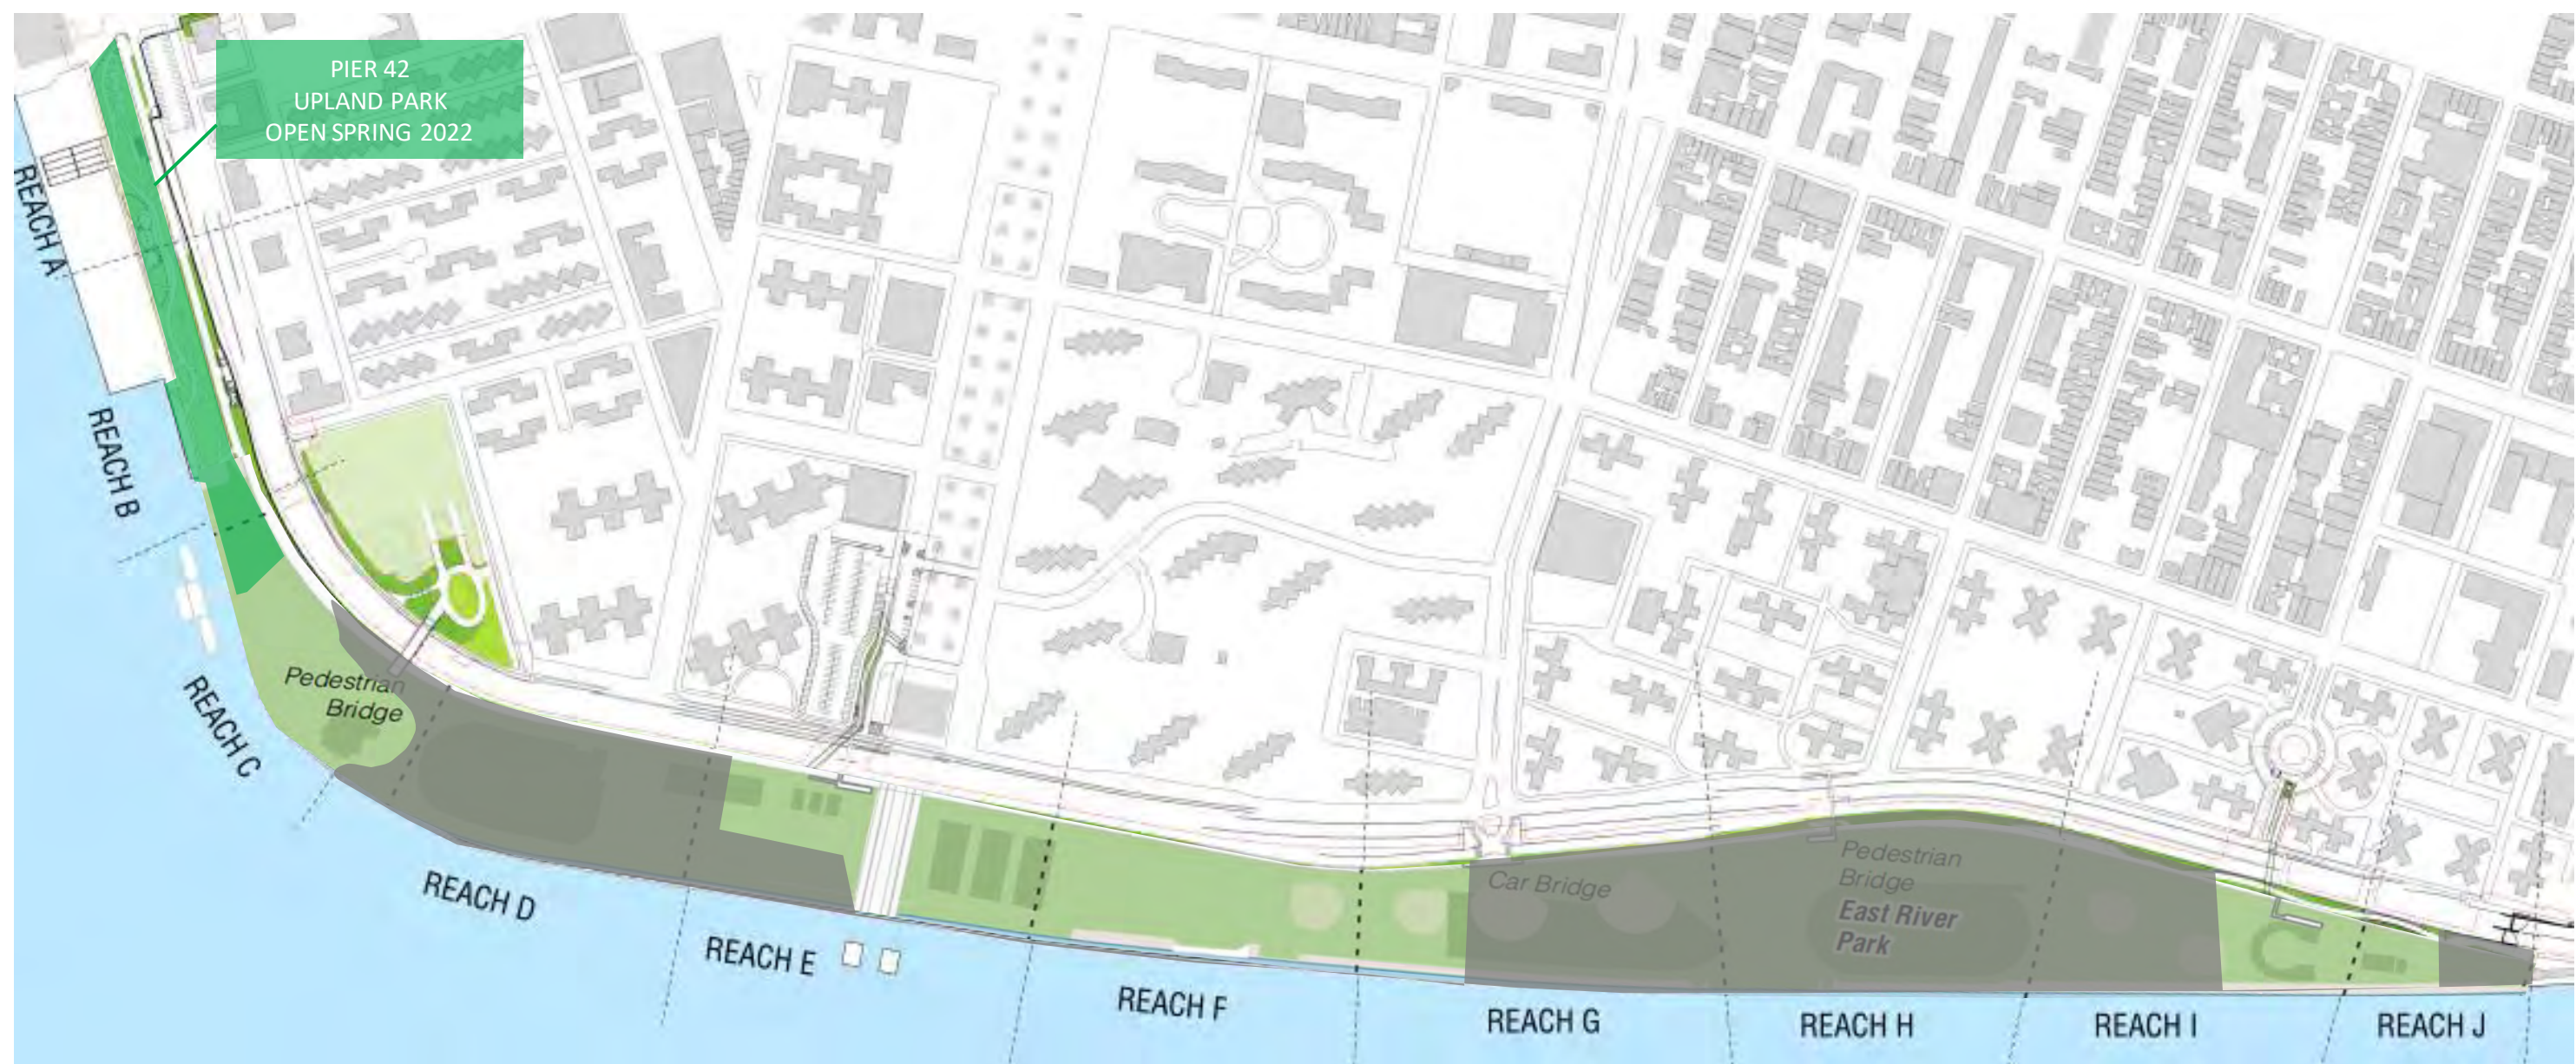 PIER 42
UPLAND PARK
OPEN SPRING 2022
REACH A
REACH B
REACH C
Pedestrian
Bridge
REACH D
REACH E
REACH F
Car Bridge
REACH G
Pedestrian
Bridge
East River
Park
REACH H
REACH I
REACH J